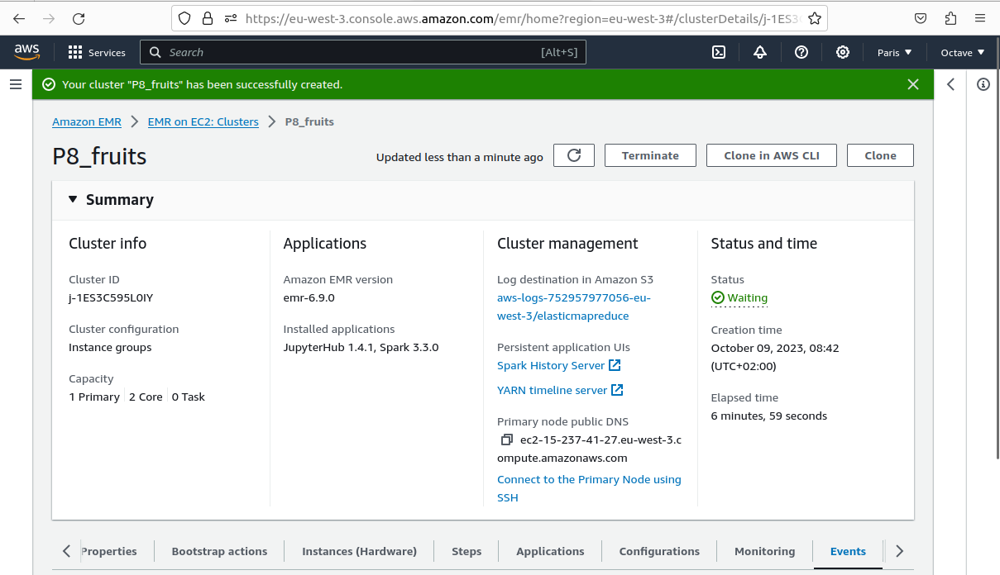 https://eu-west-3.console.aws.amazon.com/emr/home?region=eu-west-3#/clusterDetails/j-1ES3C
aws Services Search [Alt+S] Paris Octave
Your cluster "P8_fruits" has been successfully created.
Amazon EMR EMR on EC2: Clusters P8_fruits
P8_fruits Updated less than a minute ago Terminate Clone in AWS CLI Clone
Summary
Cluster info
Cluster ID
j-1ES3C595L0IY
Cluster configuration
Instance groups
Capacity
1 Primary 2 Core 0 Task
Applications
Amazon EMR version
emr-6.9.0
Installed applications
JupyterHub 1.4.1, Spark 3.3.0
Cluster management
Log destination in Amazon S3
aws-logs-752957977056-eu-
west-3/elasticmapreduce
Persistent application UIs
Spark History Server
YARN timeline server
Primary node public DNS
ec2-15-237-41-27.eu-west-3.c
ompute.amazonaws.com
Connect to the Primary Node using
SSH
Status and time
Status
Waiting
Creation time
October 09, 2023, 08:42
(UTC+02:00)
Elapsed time
6 minutes, 59 seconds
Properties Bootstrap actions Instances (Hardware) Steps Applications Configurations Monitoring Events